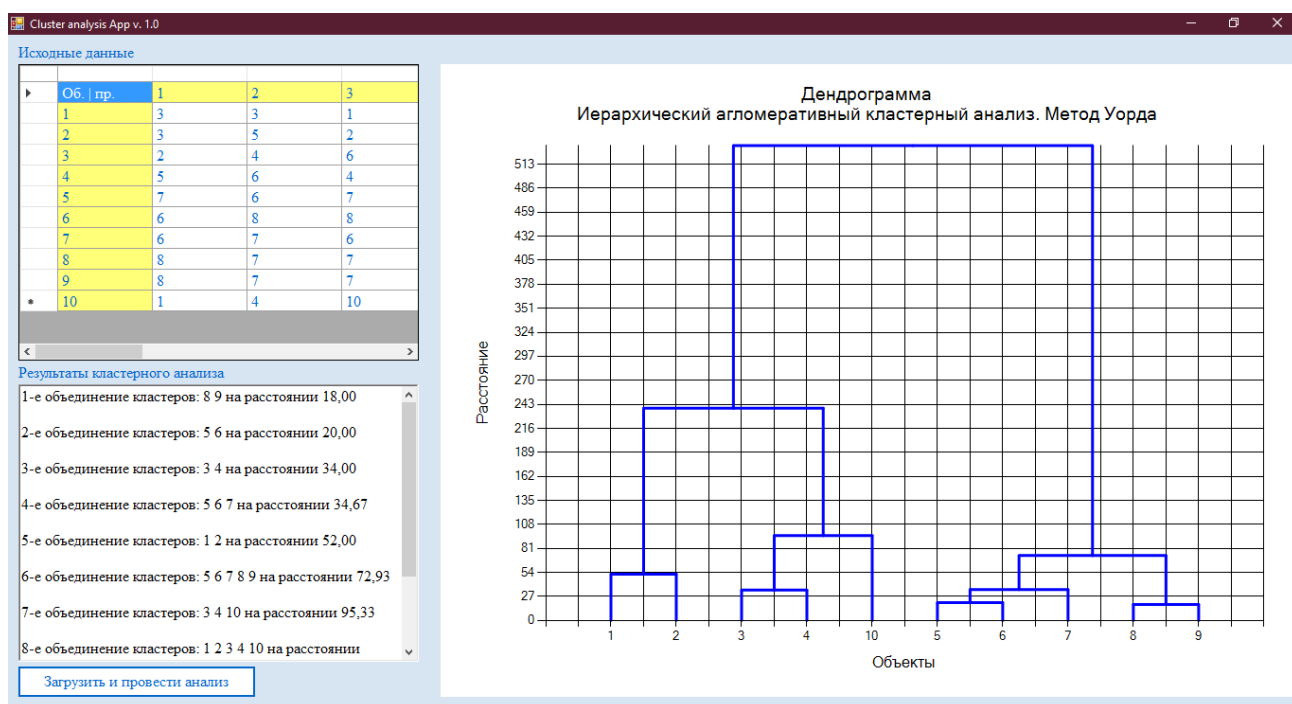 Cluster analysis App v. 1.0
Исходные данные
Об. | пр. 1 2 3
1 3 3 1
2 3 5 2
3 2 4 6
4 5 6 4
5 7 6 7
6 6 8 8
7 6 7 6
8 8 7 7
9 8 7 7
10 1 4 10
Результаты кластерного анализа
1-е объединение кластеров: 8 9 на расстоянии 18,00
2-е объединение кластеров: 5 6 на расстоянии 20,00
3-е объединение кластеров: 3 4 на расстоянии 34,00
4-е объединение кластеров: 5 6 7 на расстоянии 34,67
5-е объединение кластеров: 1 2 на расстоянии 52,00
6-е объединение кластеров: 5 6 7 8 9 на расстоянии 72,93
7-е объединение кластеров: 3 4 10 на расстоянии 95,33
8-е объединение кластеров: 1 2 3 4 10 на расстоянии
Загрузить и провести анализ
Дендрограмма
Иерархический агломеративный кластерный анализ. Метод Уорда
Расстояние
513
486
459
432
405
378
351
324
297
270
243
216
189
162
135
108
81
54
27
0
1 2 3 4 10 5 6 7 8 9
Объекты